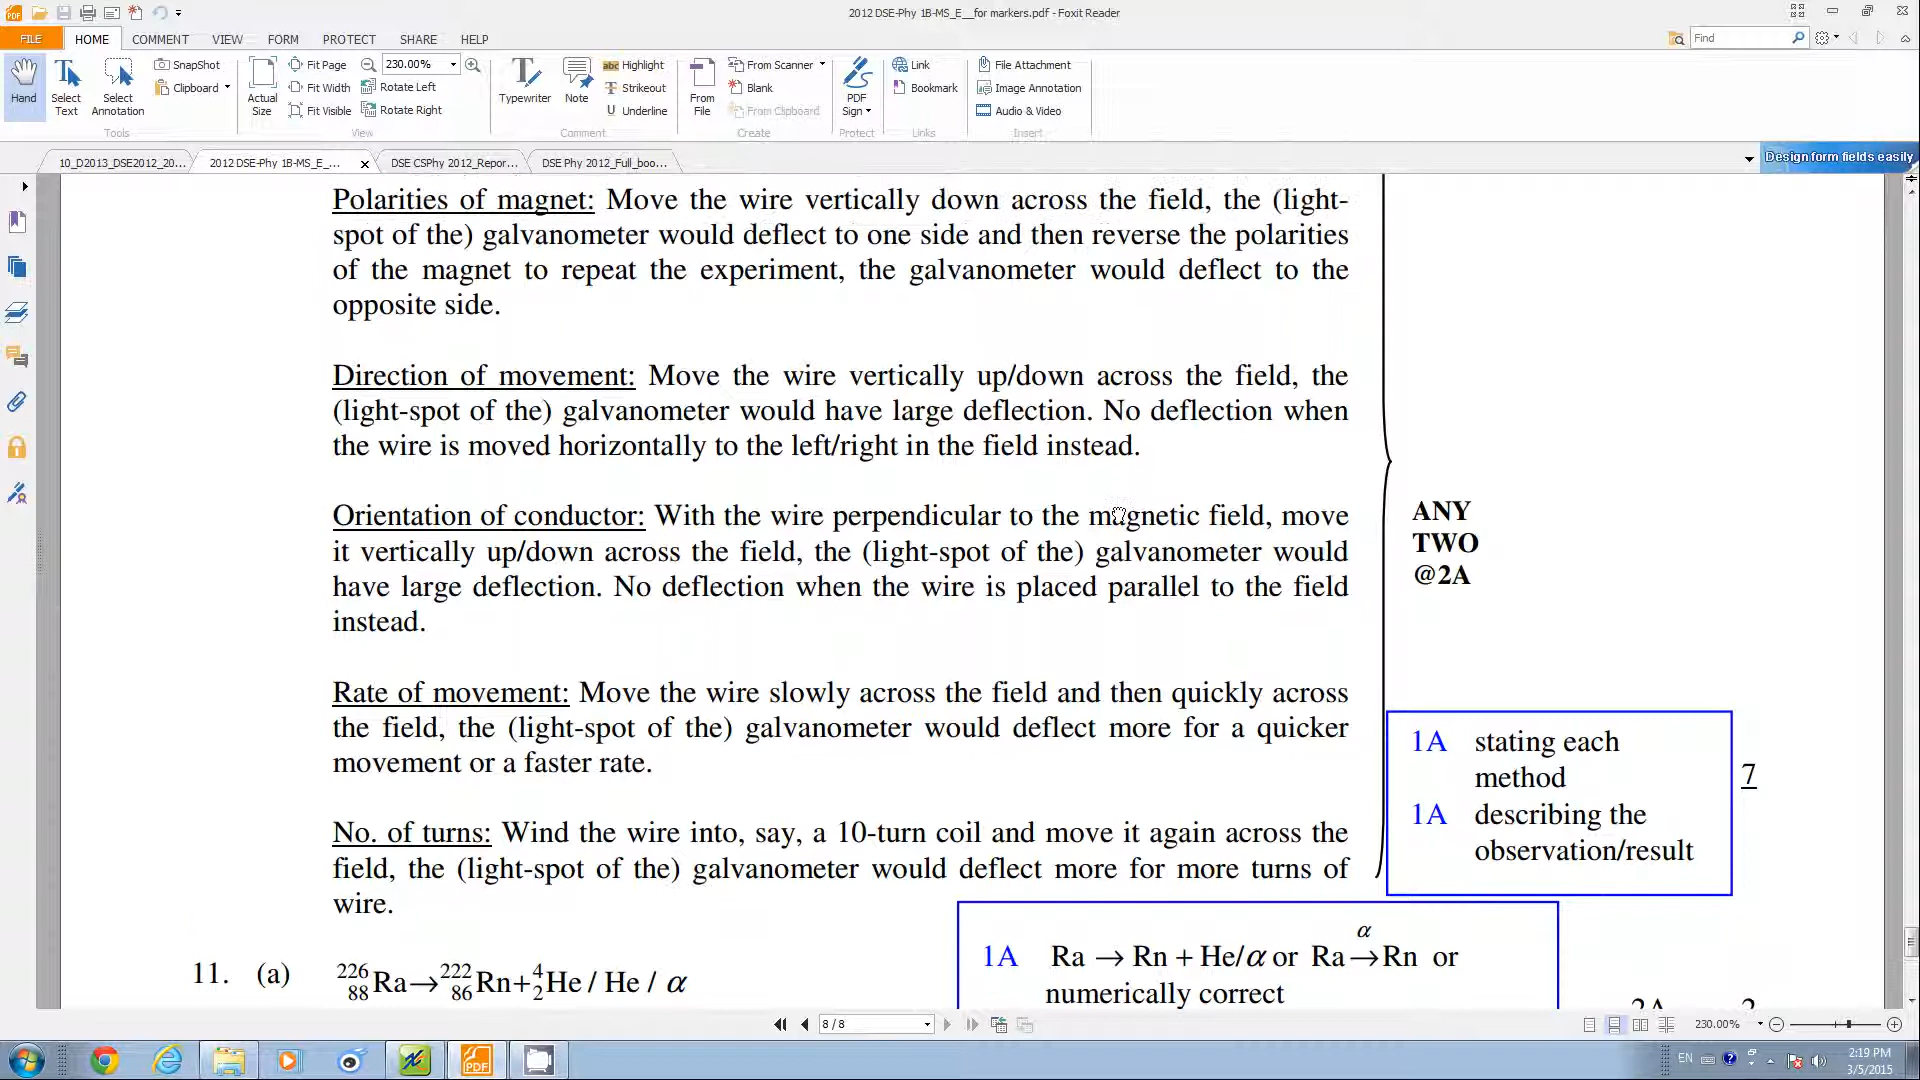 2012 DSE-Phy 1B-MS_E__for markers.pdf - Foxit Reader
FILE HOME COMMENT VIEW FORM PROTECT SHARE HELP
Find
Hand
Select Text
Select Annotation
SnapShot
Clipboard
Tools
Actual Size
Fit Page
Fit Width
Fit Visible
230.00%
Rotate Left
Rotate Right
View
Typewriter
Note
Highlight
Strikeout
Underline
Comment
From File
From Scanner
Blank
From Clipboard
Create
PDF Sign
Protect
Link
Bookmark
Links
File Attachment
Image Annotation
Audio & Video
Insert
10_D2013_DSE2012_20...
2012 DSE-Phy 1B-MS_E_...
DSE CSPhy 2012_Repor...
DSE Phy 2012_Full_boo...
Design form fields easily
Polarities of magnet: Move the wire vertically down across the field, the (light-
spot of the) galvanometer would deflect to one side and then reverse the polarities
of the magnet to repeat the experiment, the galvanometer would deflect to the
opposite side.
Direction of movement: Move the wire vertically up/down across the field, the
(light-spot of the) galvanometer would have large deflection. No deflection when
the wire is moved horizontally to the left/right in the field instead.
Orientation of conductor: With the wire perpendicular to the magnetic field, move
it vertically up/down across the field, the (light-spot of the) galvanometer would
have large deflection. No deflection when the wire is placed parallel to the field
instead.
Rate of movement: Move the wire slowly across the field and then quickly across
the field, the (light-spot of the) galvanometer would deflect more for a quicker
movement or a faster rate.
No. of turns: Wind the wire into, say, a 10-turn coil and move it again across the
field, the (light-spot of the) galvanometer would deflect more for more turns of
wire.
ANY
TWO
@2A
1A stating each
method
1A describing the
observation/result
7
11. (a) ²²⁶₈₈Ra→²²²₈₆Rn+⁴₂He / He / α
1A Ra → Rn + He/α or Ra →α Rn or
numerically correct
2A 2
8 / 8
230.00%
EN
2:19 PM
3/5/2015